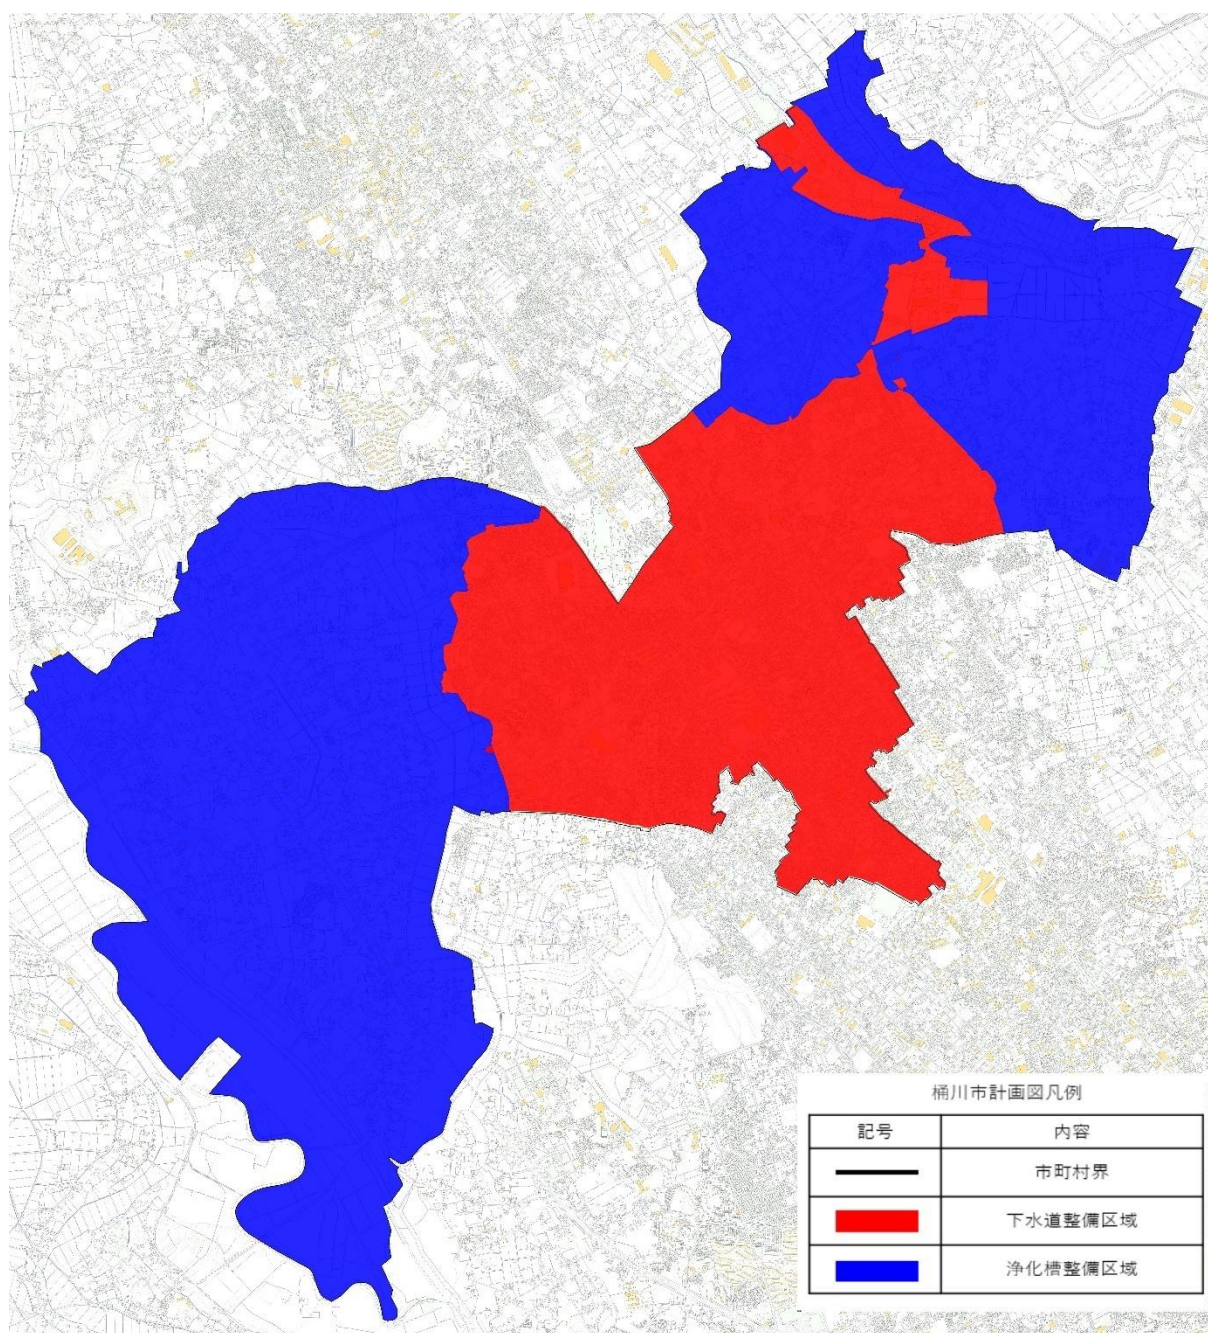 桶川市計画図凡例
記号 内容
市町村界
下水道整備区域
浄化槽整備区域